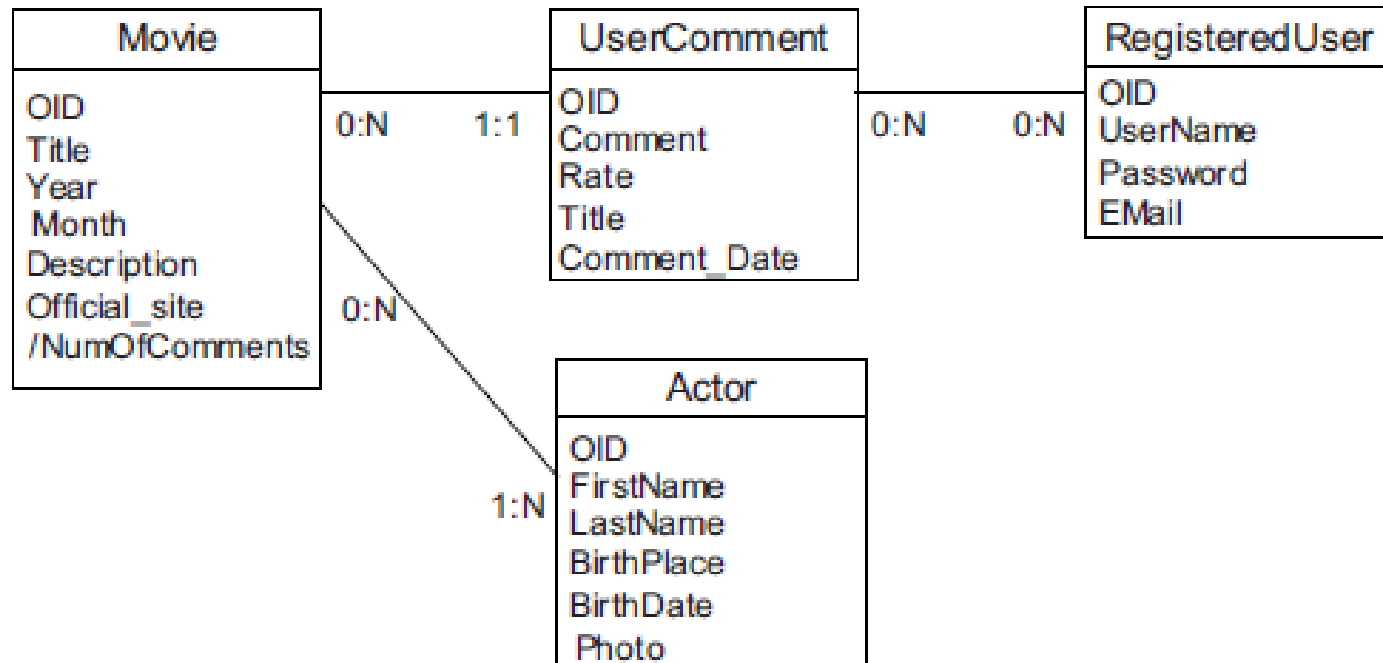 Movie
OID
Title
Year
Month
Description
Official_site
/NumOfComments
0:N
1:1
UserComment
OID
Comment
Rate
Title
Comment_Date
0:N
0:N
RegisteredUser
OID
UserName
Password
EMail
0:N
1:N
Actor
OID
FirstName
LastName
BirthPlace
BirthDate
Photo